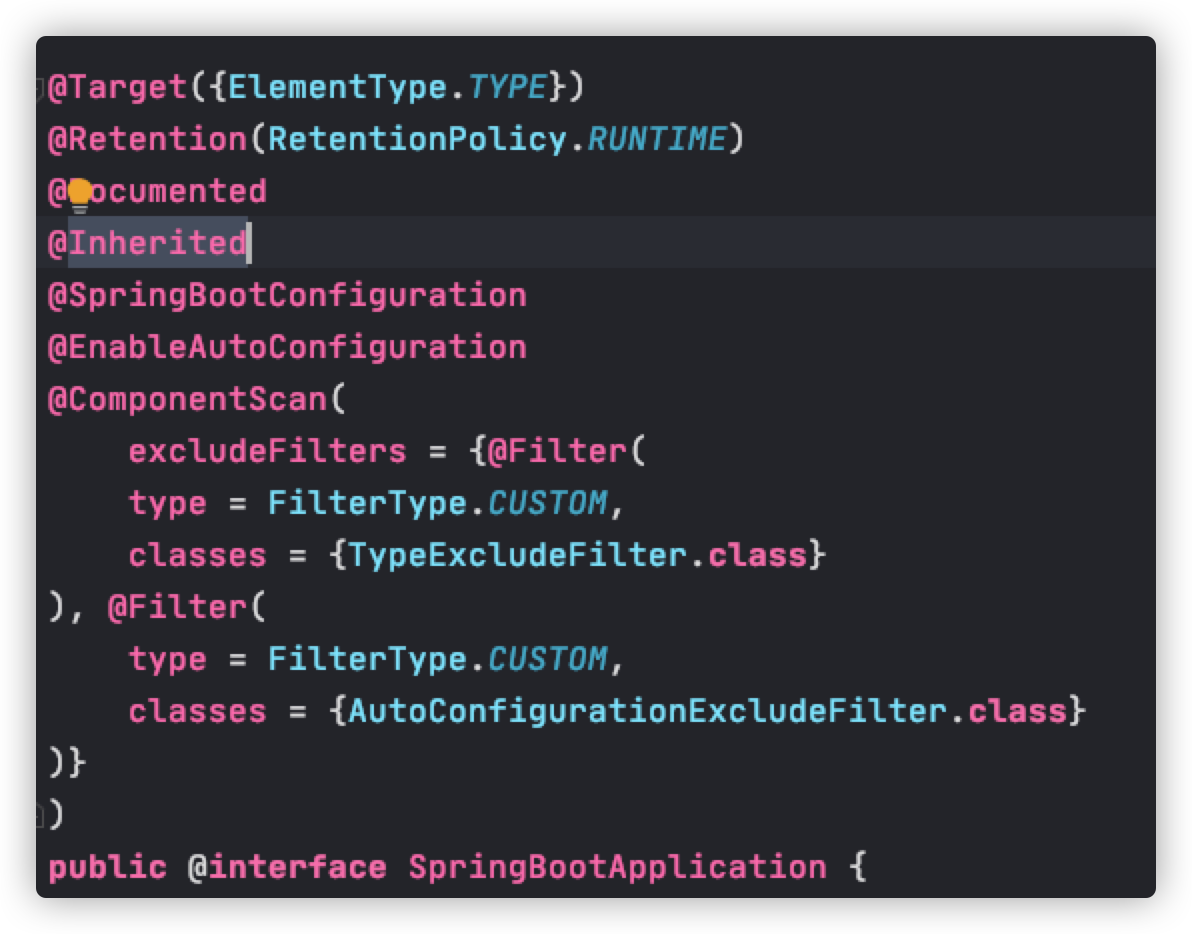 @Target({ElementType.TYPE})
@Retention(RetentionPolicy.RUNTIME)
@Documented
@Inherited
@SpringBootConfiguration
@EnableAutoConfiguration
@ComponentScan(
    excludeFilters = {@Filter(
    type = FilterType.CUSTOM,
    classes = {TypeExcludeFilter.class}
), @Filter(
    type = FilterType.CUSTOM,
    classes = {AutoConfigurationExcludeFilter.class}
)}
)
public @interface SpringBootApplication {